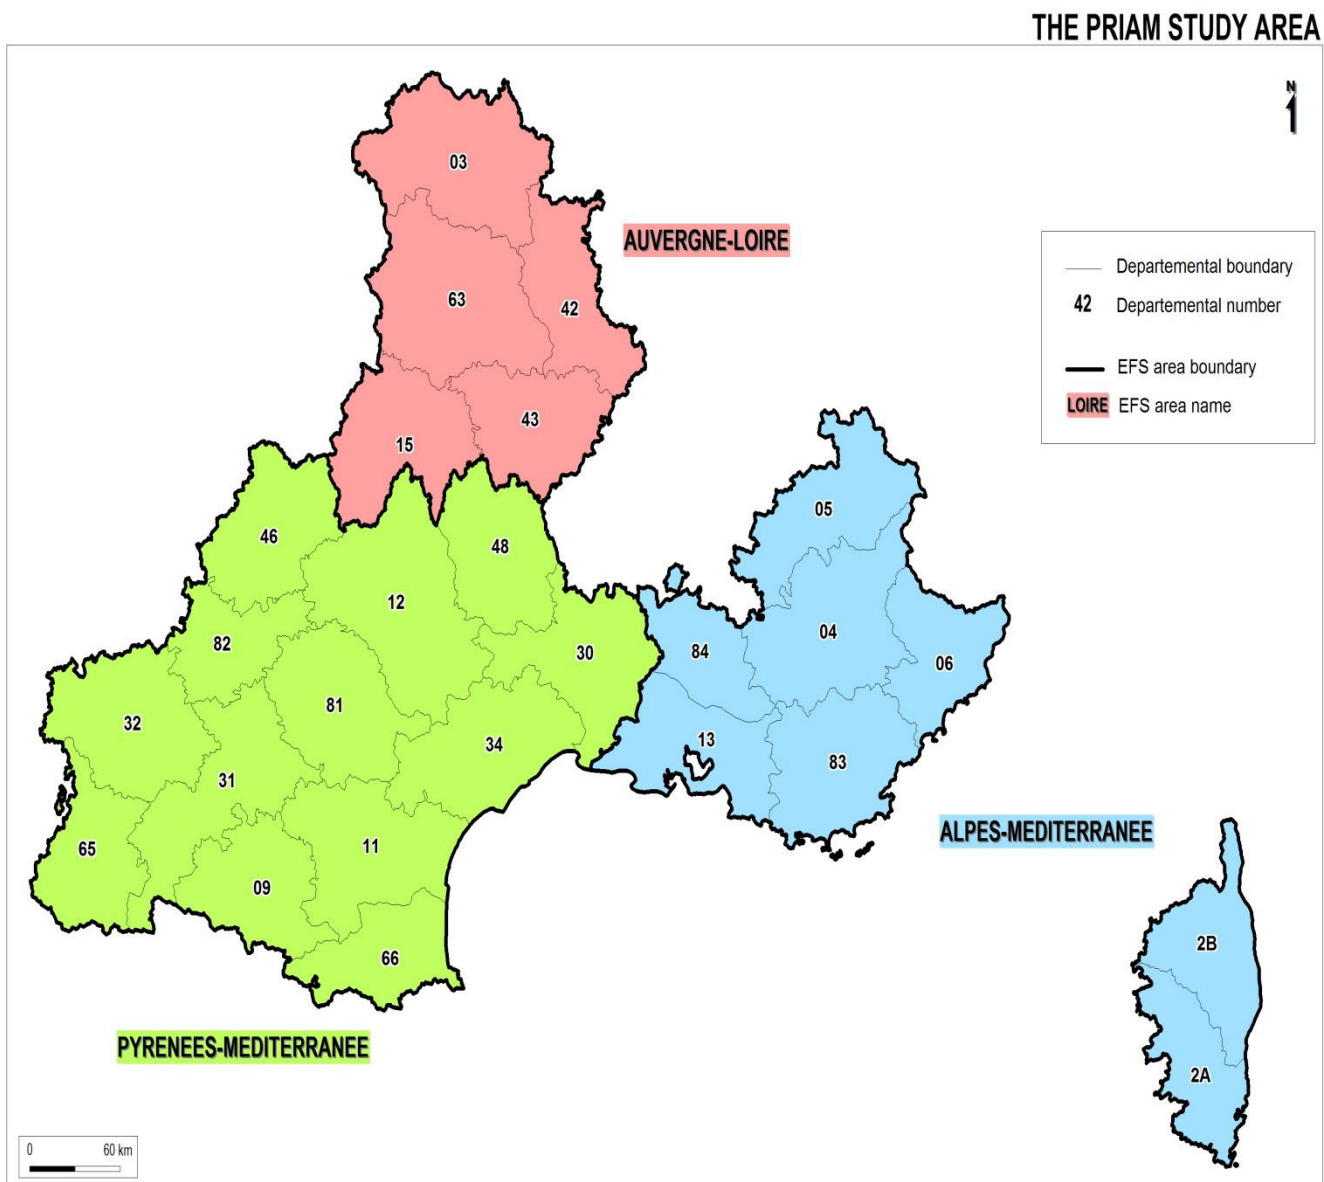 THE PRIAM STUDY AREA
N
03
AUVERGNE-LOIRE
63
42
43
15
Departemental boundary
42 Departemental number
EFS area boundary
LOIRE EFS area name
46
48
12
82
30
81
32
34
31
65
11
09
66
05
04
84
06
13
83
ALPES-MEDITERRANEE
2B
2A
PYRENEES-MEDITERRANEE
0 60 km